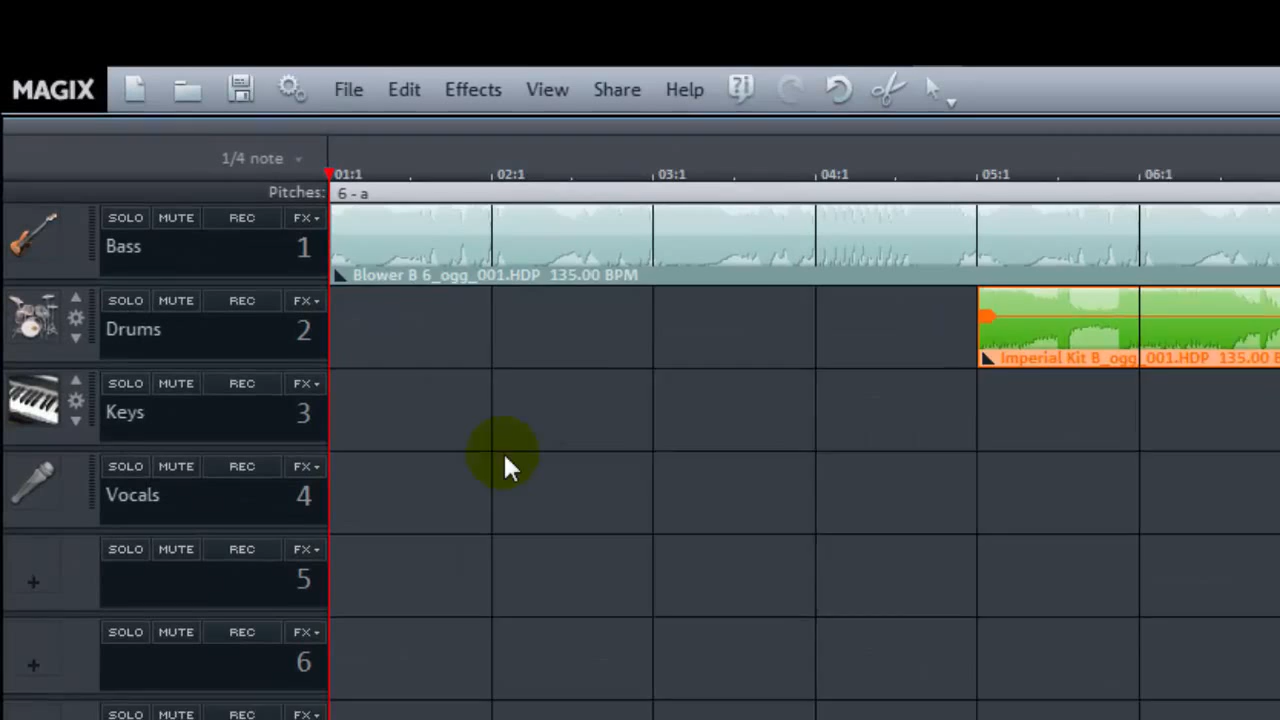 MAGIX File Edit Effects View Share Help
1/4 note
01:1 02:1 03:1 04:1 05:1 06:1
Pitches: 6 - a
SOLO MUTE REC FX
Bass 1
Blower B 6_ogg_001.HDP 135.00 BPM
SOLO MUTE REC FX
Drums 2
Imperial Kit B_ogg_001.HDP 135.00 B
SOLO MUTE REC FX
Keys 3
SOLO MUTE REC FX
Vocals 4
SOLO MUTE REC FX
5
SOLO MUTE REC FX
6
SOLO MUTE REC FX